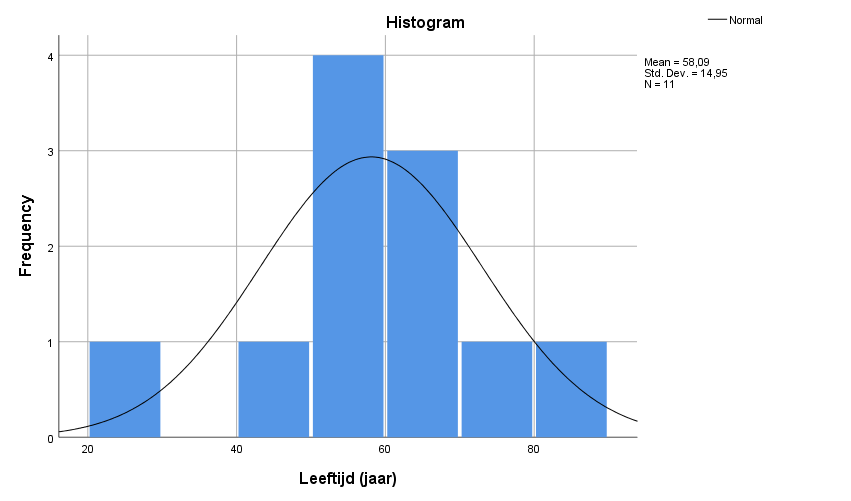 Histogram
Normal
Mean = 58,09
Std. Dev. = 14,95
N = 11
Frequency
4
3
2
1
0
20 40 60 80
Leeftijd (jaar)